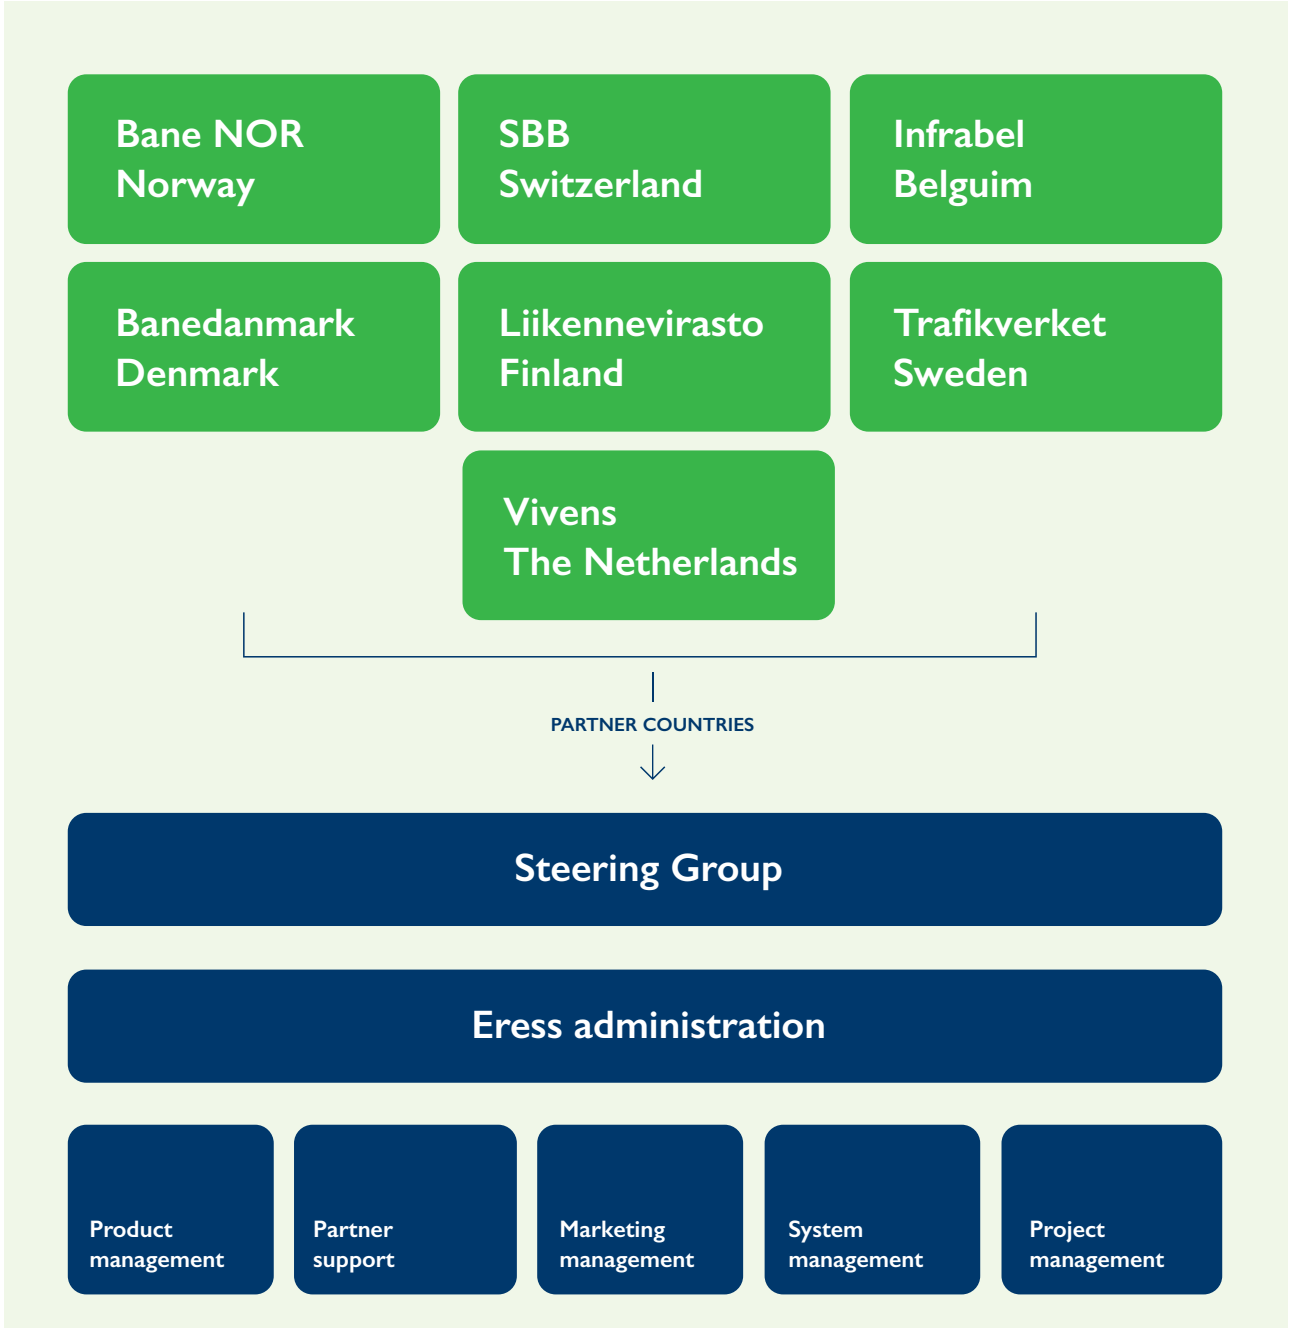 Bane NOR
Norway
SBB
Switzerland
Infrabel
Belguim
Banedanmark
Denmark
Liikennevirasto
Finland
Trafikverket
Sweden
Vivens
The Netherlands
PARTNER COUNTRIES
Steering Group
Eress administration
Product
management
Partner
support
Marketing
management
System
management
Project
management